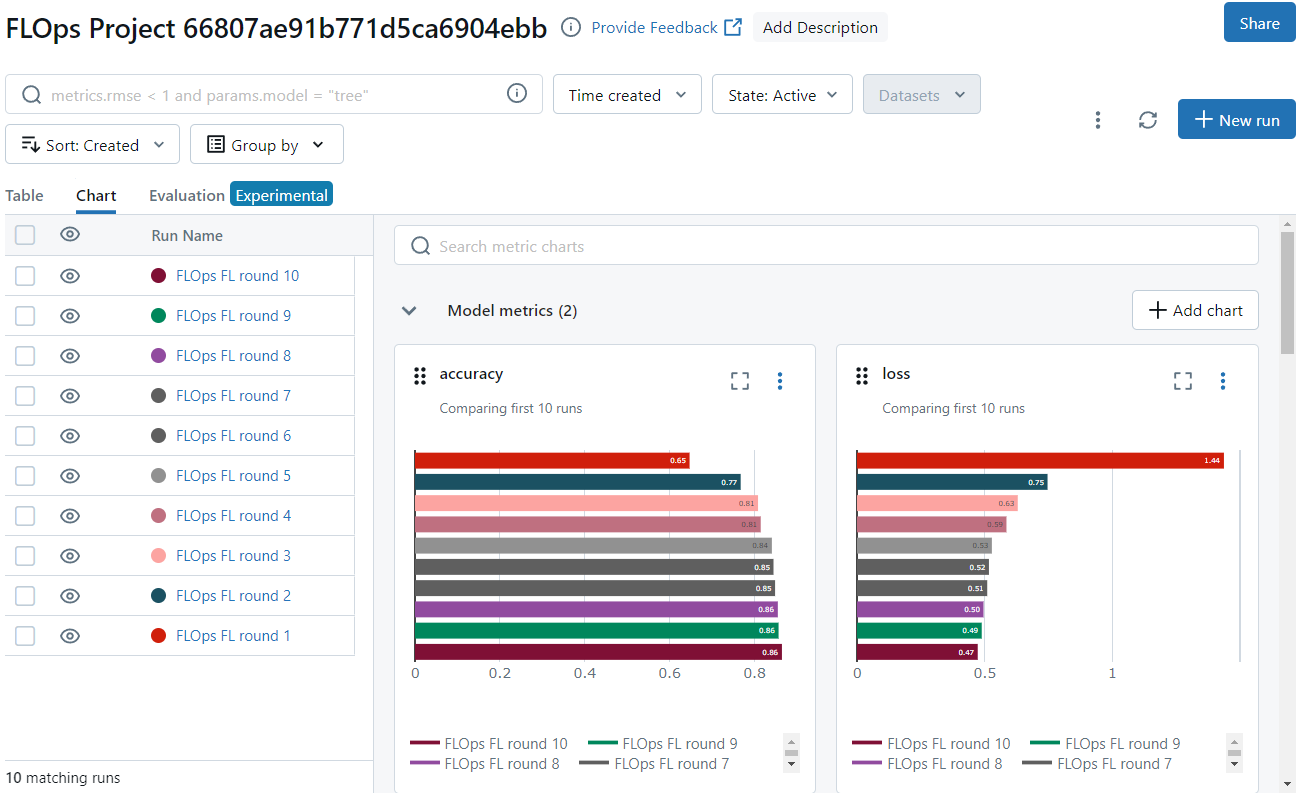 FLOps Project 66807ae91b771d5ca6904ebb Provide Feedback Add Description Share
metrics.rmse < 1 and params.model = "tree" Time created State: Active Datasets
New run
Sort: Created Group by
Table Chart Evaluation Experimental
Run Name
FLOps FL round 10
FLOps FL round 9
FLOps FL round 8
FLOps FL round 7
FLOps FL round 6
FLOps FL round 5
FLOps FL round 4
FLOps FL round 3
FLOps FL round 2
FLOps FL round 1
10 matching runs
Search metric charts
Model metrics (2) Add chart
accuracy
Comparing first 10 runs
0.65
0.77
0.81
0.81
0.84
0.85
0.85
0.86
0.86
0.86
0 0.2 0.4 0.6 0.8
FLOps FL round 10 FLOps FL round 9
FLOps FL round 8 FLOps FL round 7
loss
Comparing first 10 runs
1.44
0.75
0.63
0.59
0.53
0.52
0.51
0.50
0.49
0.47
0 0.5 1
FLOps FL round 10 FLOps FL round 9
FLOps FL round 8 FLOps FL round 7